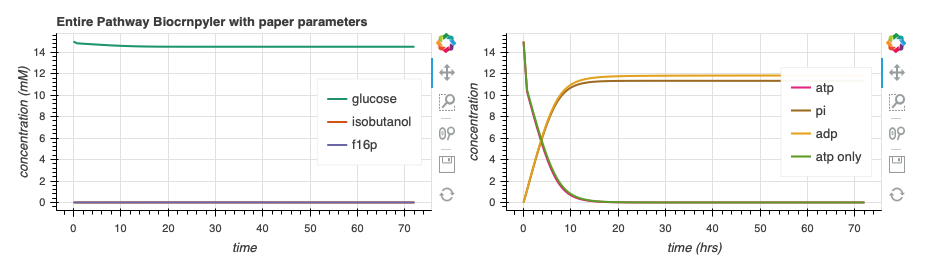 Entire Pathway Biocrnpyler with paper parameters
concentration (mM)
14
12
10
8
6
4
2
0
glucose
isobutanol
f16p
0 10 20 30 40 50 60 70
time
concentration
14
12
10
8
6
4
2
0
atp
pi
adp
atp only
0 10 20 30 40 50 60 70
time (hrs)